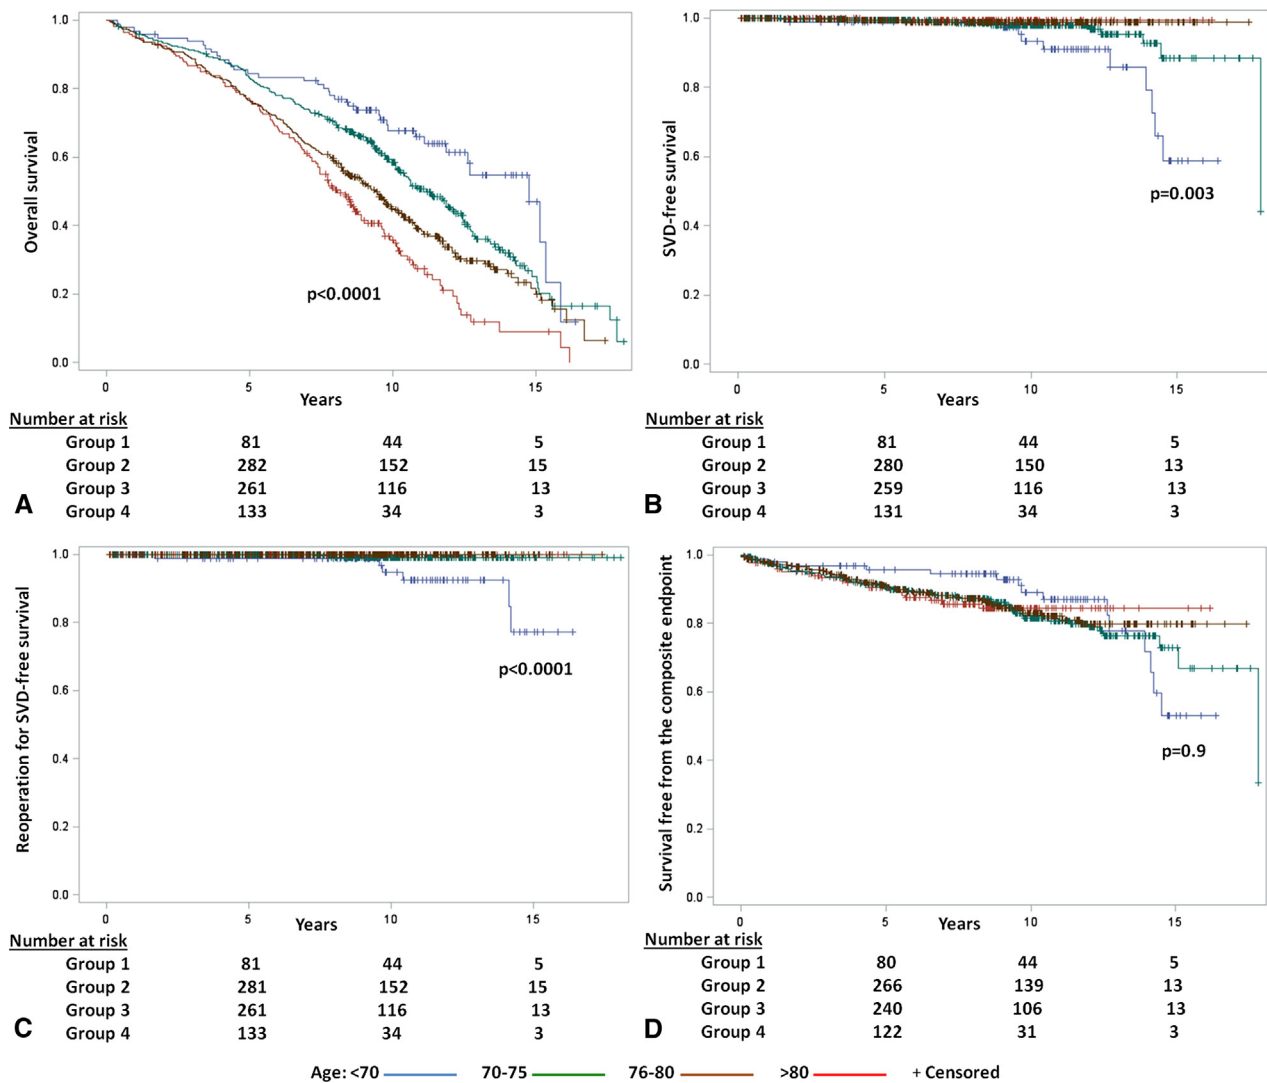 1.0
0.8
0.6
0.4
0.2
0.0
Overall survival
p<0.0001
0 5 10 15
Years
Number at risk
Group 1 81 44 5
Group 2 282 152 15
Group 3 261 116 13
Group 4 133 34 3
A
1.0
0.8
0.6
0.4
0.2
0.0
SVD-free survival
p=0.003
0 5 10 15
Years
Number at risk
Group 1 81 44 5
Group 2 280 150 13
Group 3 259 116 13
Group 4 131 34 3
B
1.0
0.8
0.6
0.4
0.2
0.0
Reoperation for SVD-free survival
p<0.0001
0 5 10 15
Years
Number at risk
Group 1 81 44 5
Group 2 281 152 15
Group 3 261 116 13
Group 4 133 34 3
C
1.0
0.8
0.6
0.4
0.2
0.0
Survival free from the composite endpoint
p=0.9
0 5 10 15
Years
Number at risk
Group 1 80 44 5
Group 2 266 139 13
Group 3 240 106 13
Group 4 122 31 3
D
Age: <70 70-75 76-80 >80 + Censored